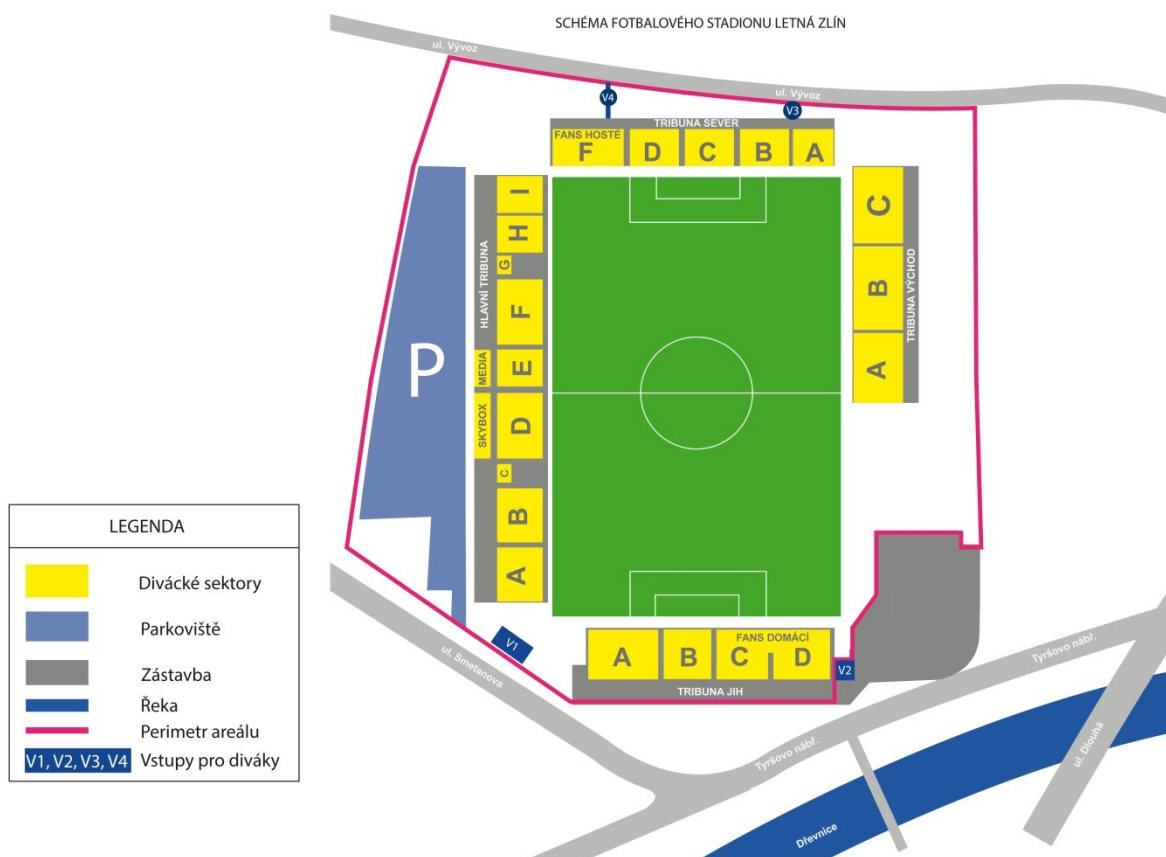 SCHÉMA FOTBALOVÉHO STADIONU LETNÁ ZLÍN
ul. Vývoz
ul. Vývoz
V4
V3
TRIBUNA SEVER
FANS HOSTÉ
F
D
C
B
A
HLAVNÍ TRIBUNA
I
H
G
F
MEDIA
E
SKYBOX
D
C
B
A
P
C
B
A
TRIBUNA VÝCHOD
V1
ul. Smetanova
FANS DOMÁCÍ
A
B
C
D
V2
TRIBUNA JIH
Tyršovo nábř.
Tyršovo nábř.
ul. Dlouhá
Dřevnice
LEGENDA
Divácké sektory
Parkoviště
Zástavba
Řeka
Perimetr areálu
V1, V2, V3, V4 Vstupy pro diváky